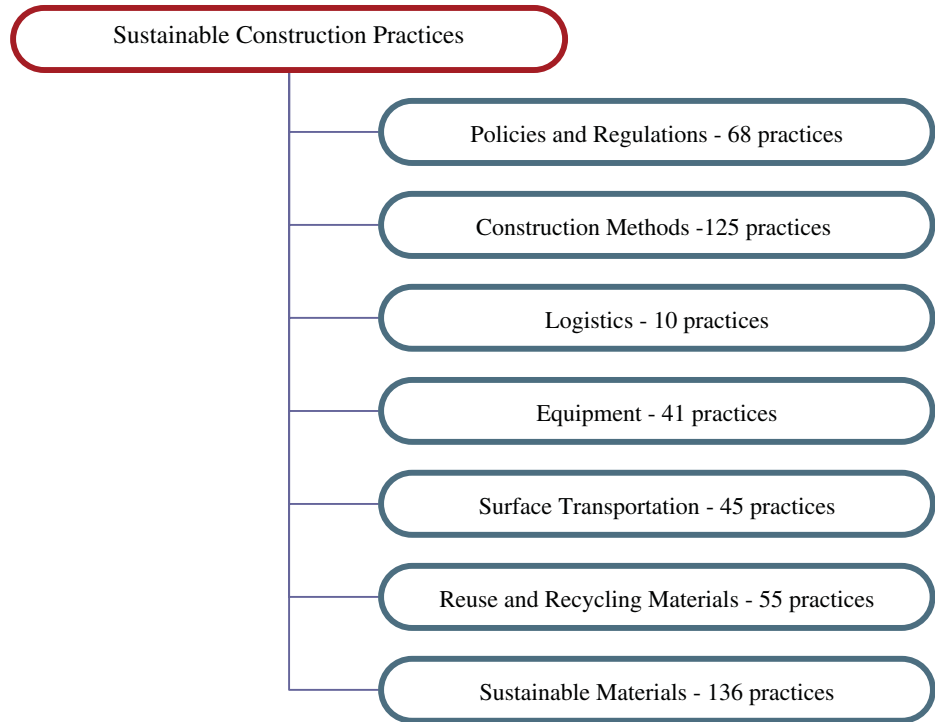 Sustainable Construction Practices
Policies and Regulations - 68 practices
Construction Methods -125 practices
Logistics - 10 practices
Equipment - 41 practices
Surface Transportation - 45 practices
Reuse and Recycling Materials - 55 practices
Sustainable Materials - 136 practices